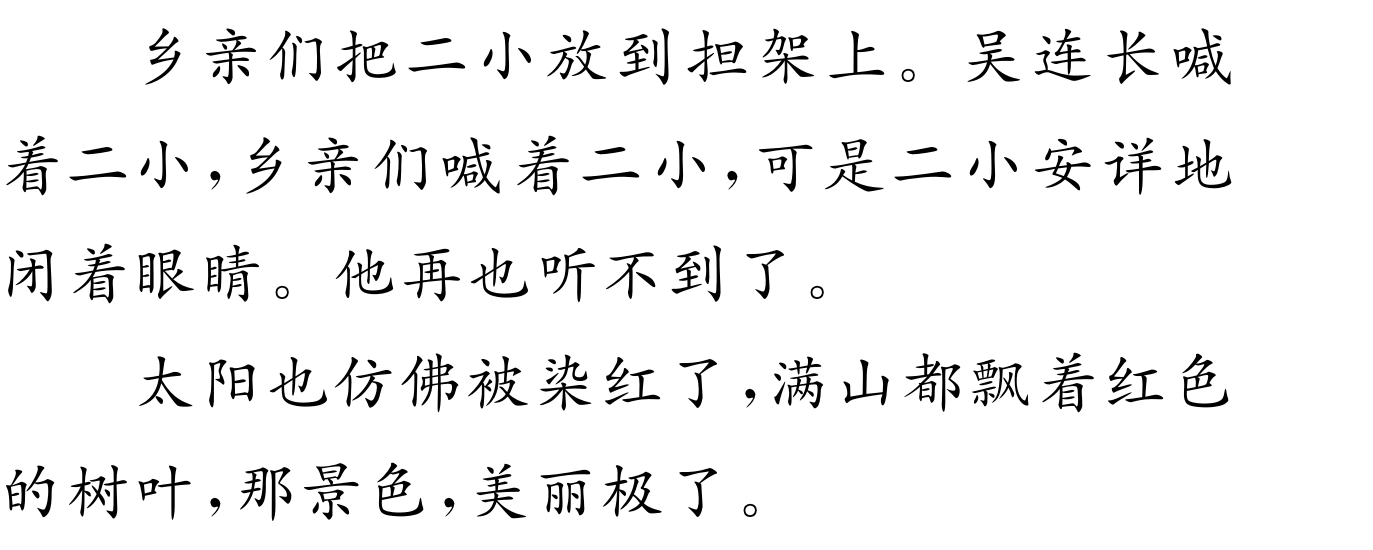 乡亲们把二小放到担架上。吴连长喊
着二小,乡亲们喊着二小,可是二小安详地
闭着眼睛。他再也听不到了。
太阳也仿佛被染红了,满山都飘着红色
的树叶,那景色,美丽极了。